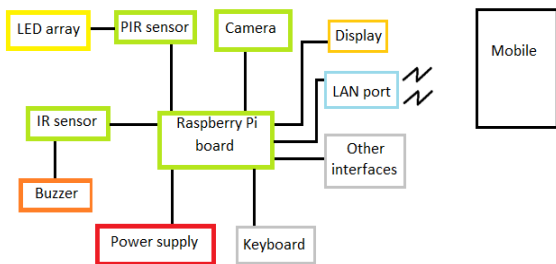 LED array
PIR sensor
Camera
Display
Mobile
LAN port
IR sensor
Raspberry Pi
board
Other
interfaces
Buzzer
Power supply
Keyboard